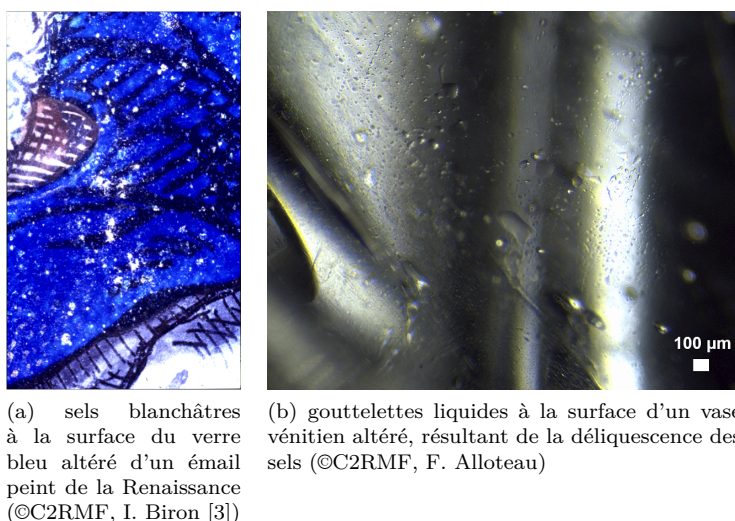 100 µm
(a) sels blanchâtres
à la surface du verre
bleu altéré d'un émail
peint de la Renaissance
(©C2RMF, I. Biron [3])
(b) gouttelettes liquides à la surface d'un vase
vénitien altéré, résultant de la déliquescence des
sels (©C2RMF, F. Alloteau)